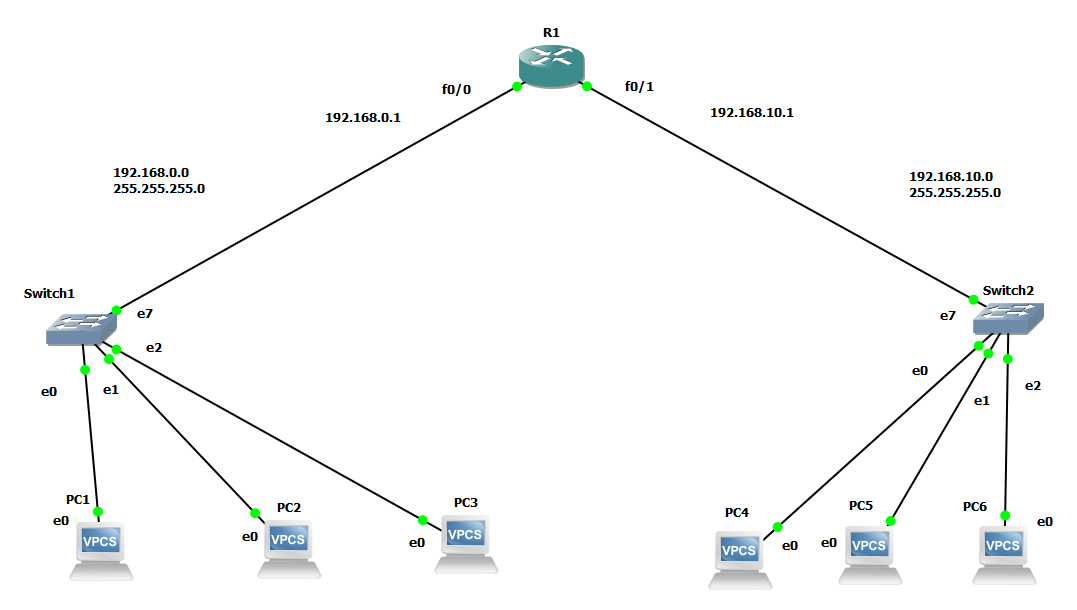 R1
f0/0
f0/1
192.168.0.1
192.168.10.1
192.168.0.0
255.255.255.0
192.168.10.0
255.255.255.0
Switch1
Switch2
e7
e7
e2
e0
e1
e0
e1
e2
PC1
e0
VPCS
PC2
e0
VPCS
PC3
e0
VPCS
PC4
e0
VPCS
PC5
e0
VPCS
PC6
e0
VPCS